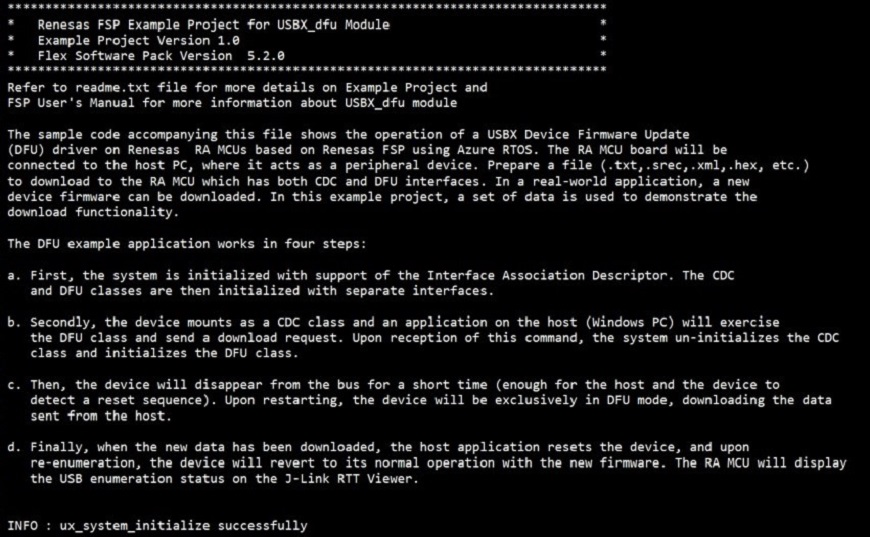 ******************************************************************************
*   Renesas FSP Example Project for USBX_dfu Module                          *
*   Example Project Version 1.0                                              *
*   Flex Software Pack Version  5.2.0                                        *
******************************************************************************
Refer to readme.txt file for more details on Example Project and
FSP User's Manual for more information about USBX_dfu module

The sample code accompanying this file shows the operation of a USBX Device Firmware Update
(DFU) driver on Renesas  RA MCUs based on Renesas FSP using Azure RTOS. The RA MCU board will be
connected to the host PC, where it acts as a peripheral device. Prepare a file (.txt,.srec,.xml,.hex, etc.)
to download to the RA MCU which has both CDC and DFU interfaces. In a real-world application, a new
device firmware can be downloaded. In this example project, a set of data is used to demonstrate the
download functionality.

The DFU example application works in four steps:

a. First, the system is initialized with support of the Interface Association Descriptor. The CDC
   and DFU classes are then initialized with separate interfaces.

b. Secondly, the device mounts as a CDC class and an application on the host (Windows PC) will exercise
   the DFU class and send a download request. Upon reception of this command, the system un-initializes the CDC
   class and initializes the DFU class.

c. Then, the device will disappear from the bus for a short time (enough for the host and the device to
   detect a reset sequence). Upon restarting, the device will be exclusively in DFU mode, downloading the data
   sent from the host.

d. Finally, when the new data has been downloaded, the host application resets the device, and upon
   re-enumeration, the device will revert to its normal operation with the new firmware. The RA MCU will display
   the USB enumeration status on the J-Link RTT Viewer.

INFO : ux_system_initialize successfully